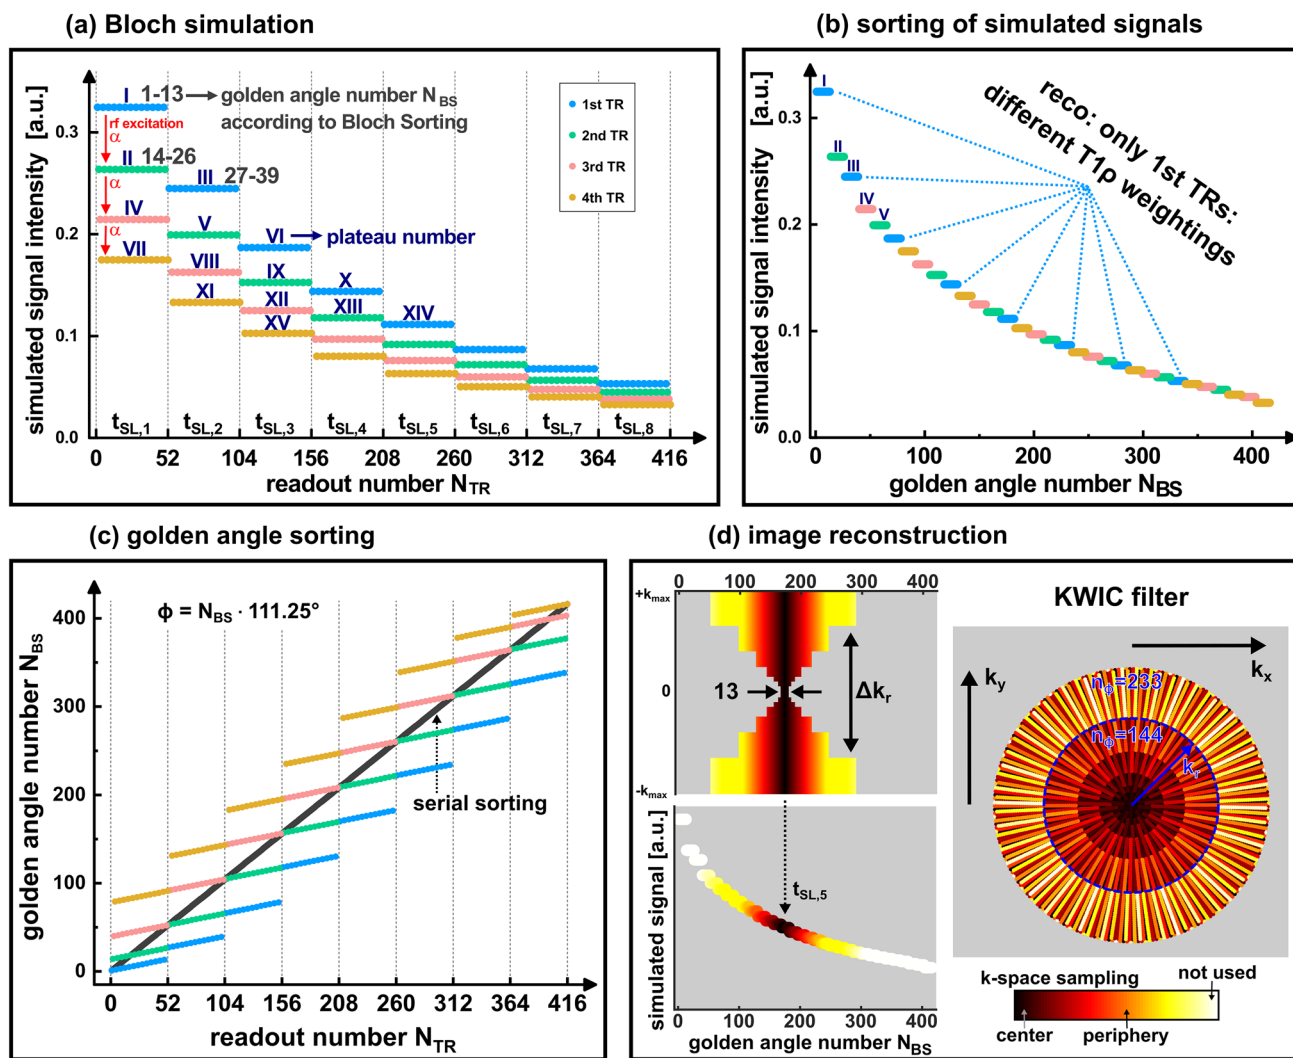 (a) Bloch simulation
simulated signal intensity [a.u.]
0.3
0.2
0.1
0.0
I 1-13 → golden angle number N_BS
according to Bloch Sorting
rf excitation
α
II 14-26
III 27-39
α
IV
V
VI → plateau number
α
VII
VIII
IX
X
XI
XII
XIII
XIV
XV
1st TR
2nd TR
3rd TR
4th TR
t_SL,1 t_SL,2 t_SL,3 t_SL,4 t_SL,5 t_SL,6 t_SL,7 t_SL,8
0 52 104 156 208 260 312 364 416
readout number N_TR
(b) sorting of simulated signals
simulated signal intensity [a.u.]
0.3
0.2
0.1
0.0
I
II
III
IV
V
VI
reco: only 1st TRs:
different T1p weightings
0 100 200 300 400
golden angle number N_BS
(c) golden angle sorting
golden angle number N_BS
400
300
200
100
0
ϕ = N_BS · 111.25°
serial sorting
0 52 104 156 208 260 312 364 416
readout number N_TR
(d) image reconstruction
0 100 200 300 400
+k_max
0
-k_max
13
Δk_r
simulated signal [a.u.]
t_SL,5
0 100 200 300 400
golden angle number N_BS
KWIC filter
k_x
k_y
n_ϕ=233
n_ϕ=144
k_r
k-space sampling
not used
center
periphery